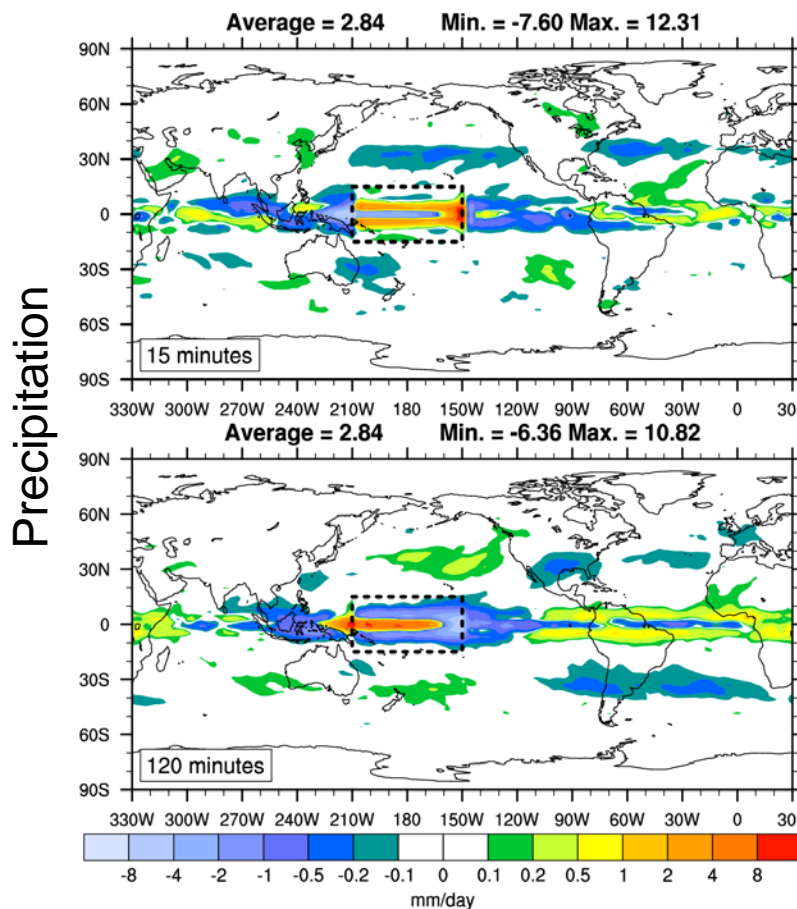 Precipitation
Average = 2.84 Min. = -7.60 Max. = 12.31
90N
60N
30N
0
30S
60S
90S
15 minutes
330W 300W 270W 240W 210W 180 150W 120W 90W 60W 30W 0 30
Average = 2.84 Min. = -6.36 Max. = 10.82
90N
60N
30N
0
30S
60S
90S
120 minutes
330W 300W 270W 240W 210W 180 150W 120W 90W 60W 30W 0 30
-8 -4 -2 -1 -0.5 -0.2 -0.1 0 0.1 0.2 0.5 1 2 4 8
mm/day